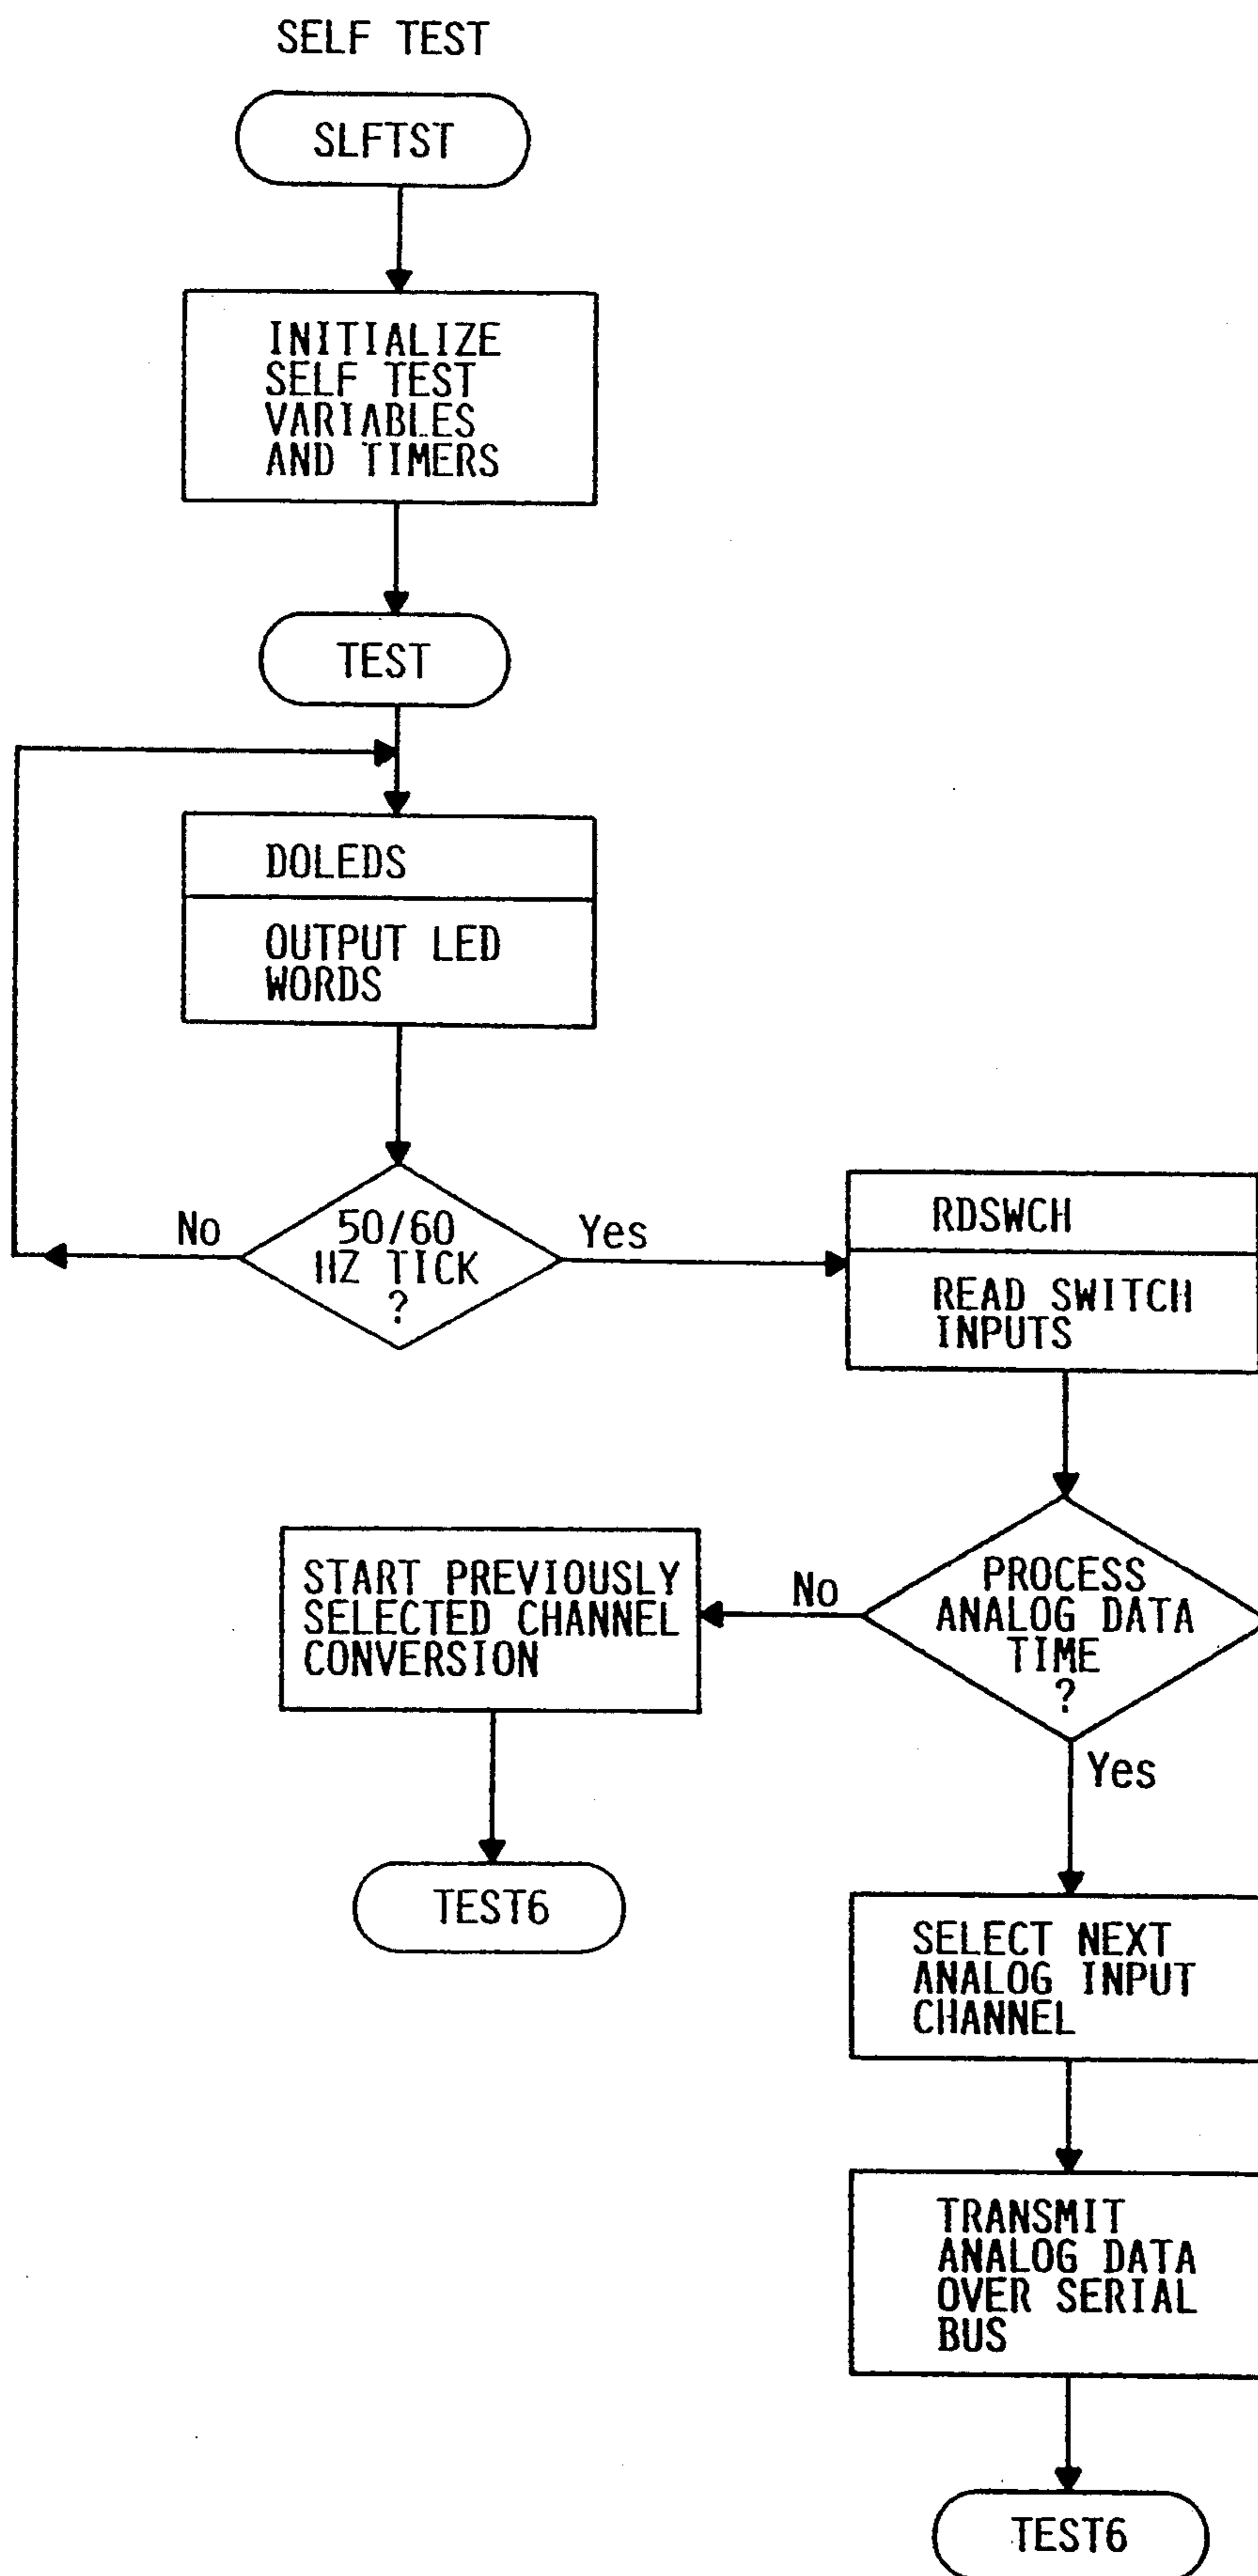 SELF TEST
SLFTST
INITIALIZE
SELF TEST
VARIABLES
AND TIMERS
TEST
DOLEDS
OUTPUT LED
WORDS
50/60
HZ TICK
?
No
Yes
RDSWCH
READ SWITCH
INPUTS
PROCESS
ANALOG DATA
TIME
?
No
START PREVIOUSLY
SELECTED CHANNEL
CONVERSION
TEST6
Yes
SELECT NEXT
ANALOG INPUT
CHANNEL
TRANSMIT
ANALOG DATA
OVER SERIAL
BUS
TEST6